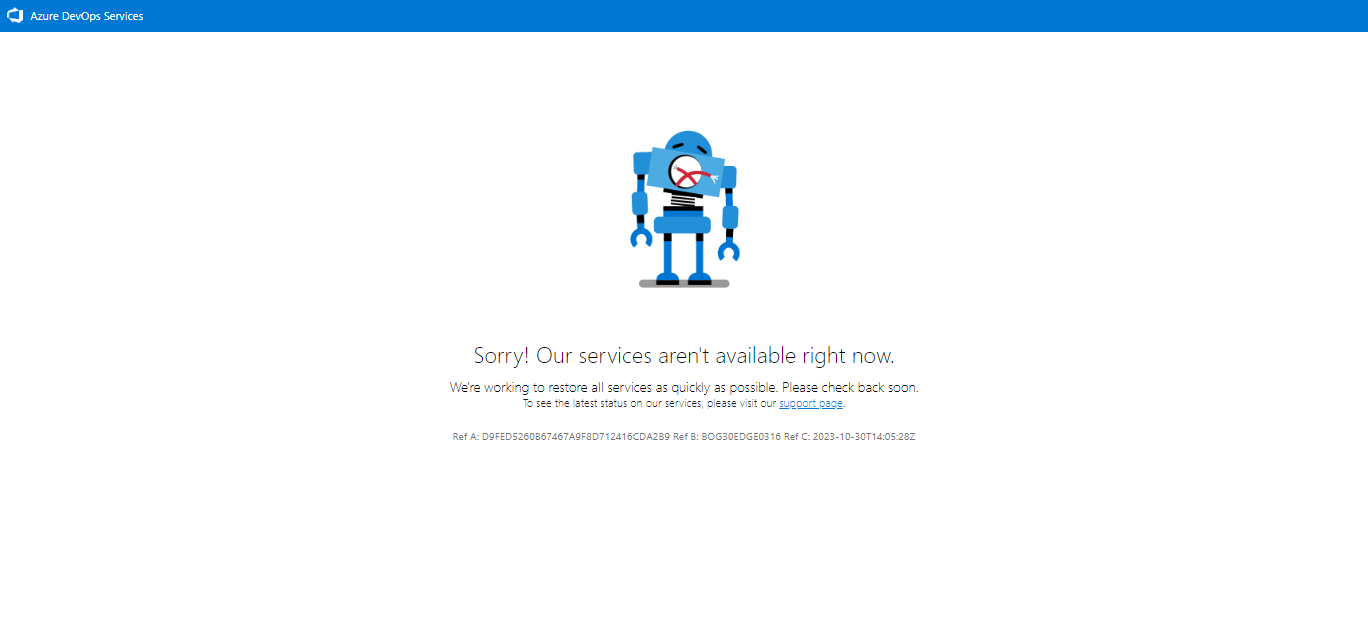 Azure DevOps Services
Sorry! Our services aren't available right now.
We're working to restore all services as quickly as possible. Please check back soon.
To see the latest status on our services, please visit our support page.
Ref A: D9FED5260B67467A9F8D712416CDA2B9 Ref B: BOG30EDGE0316 Ref C: 2023-10-30T14:05:28Z